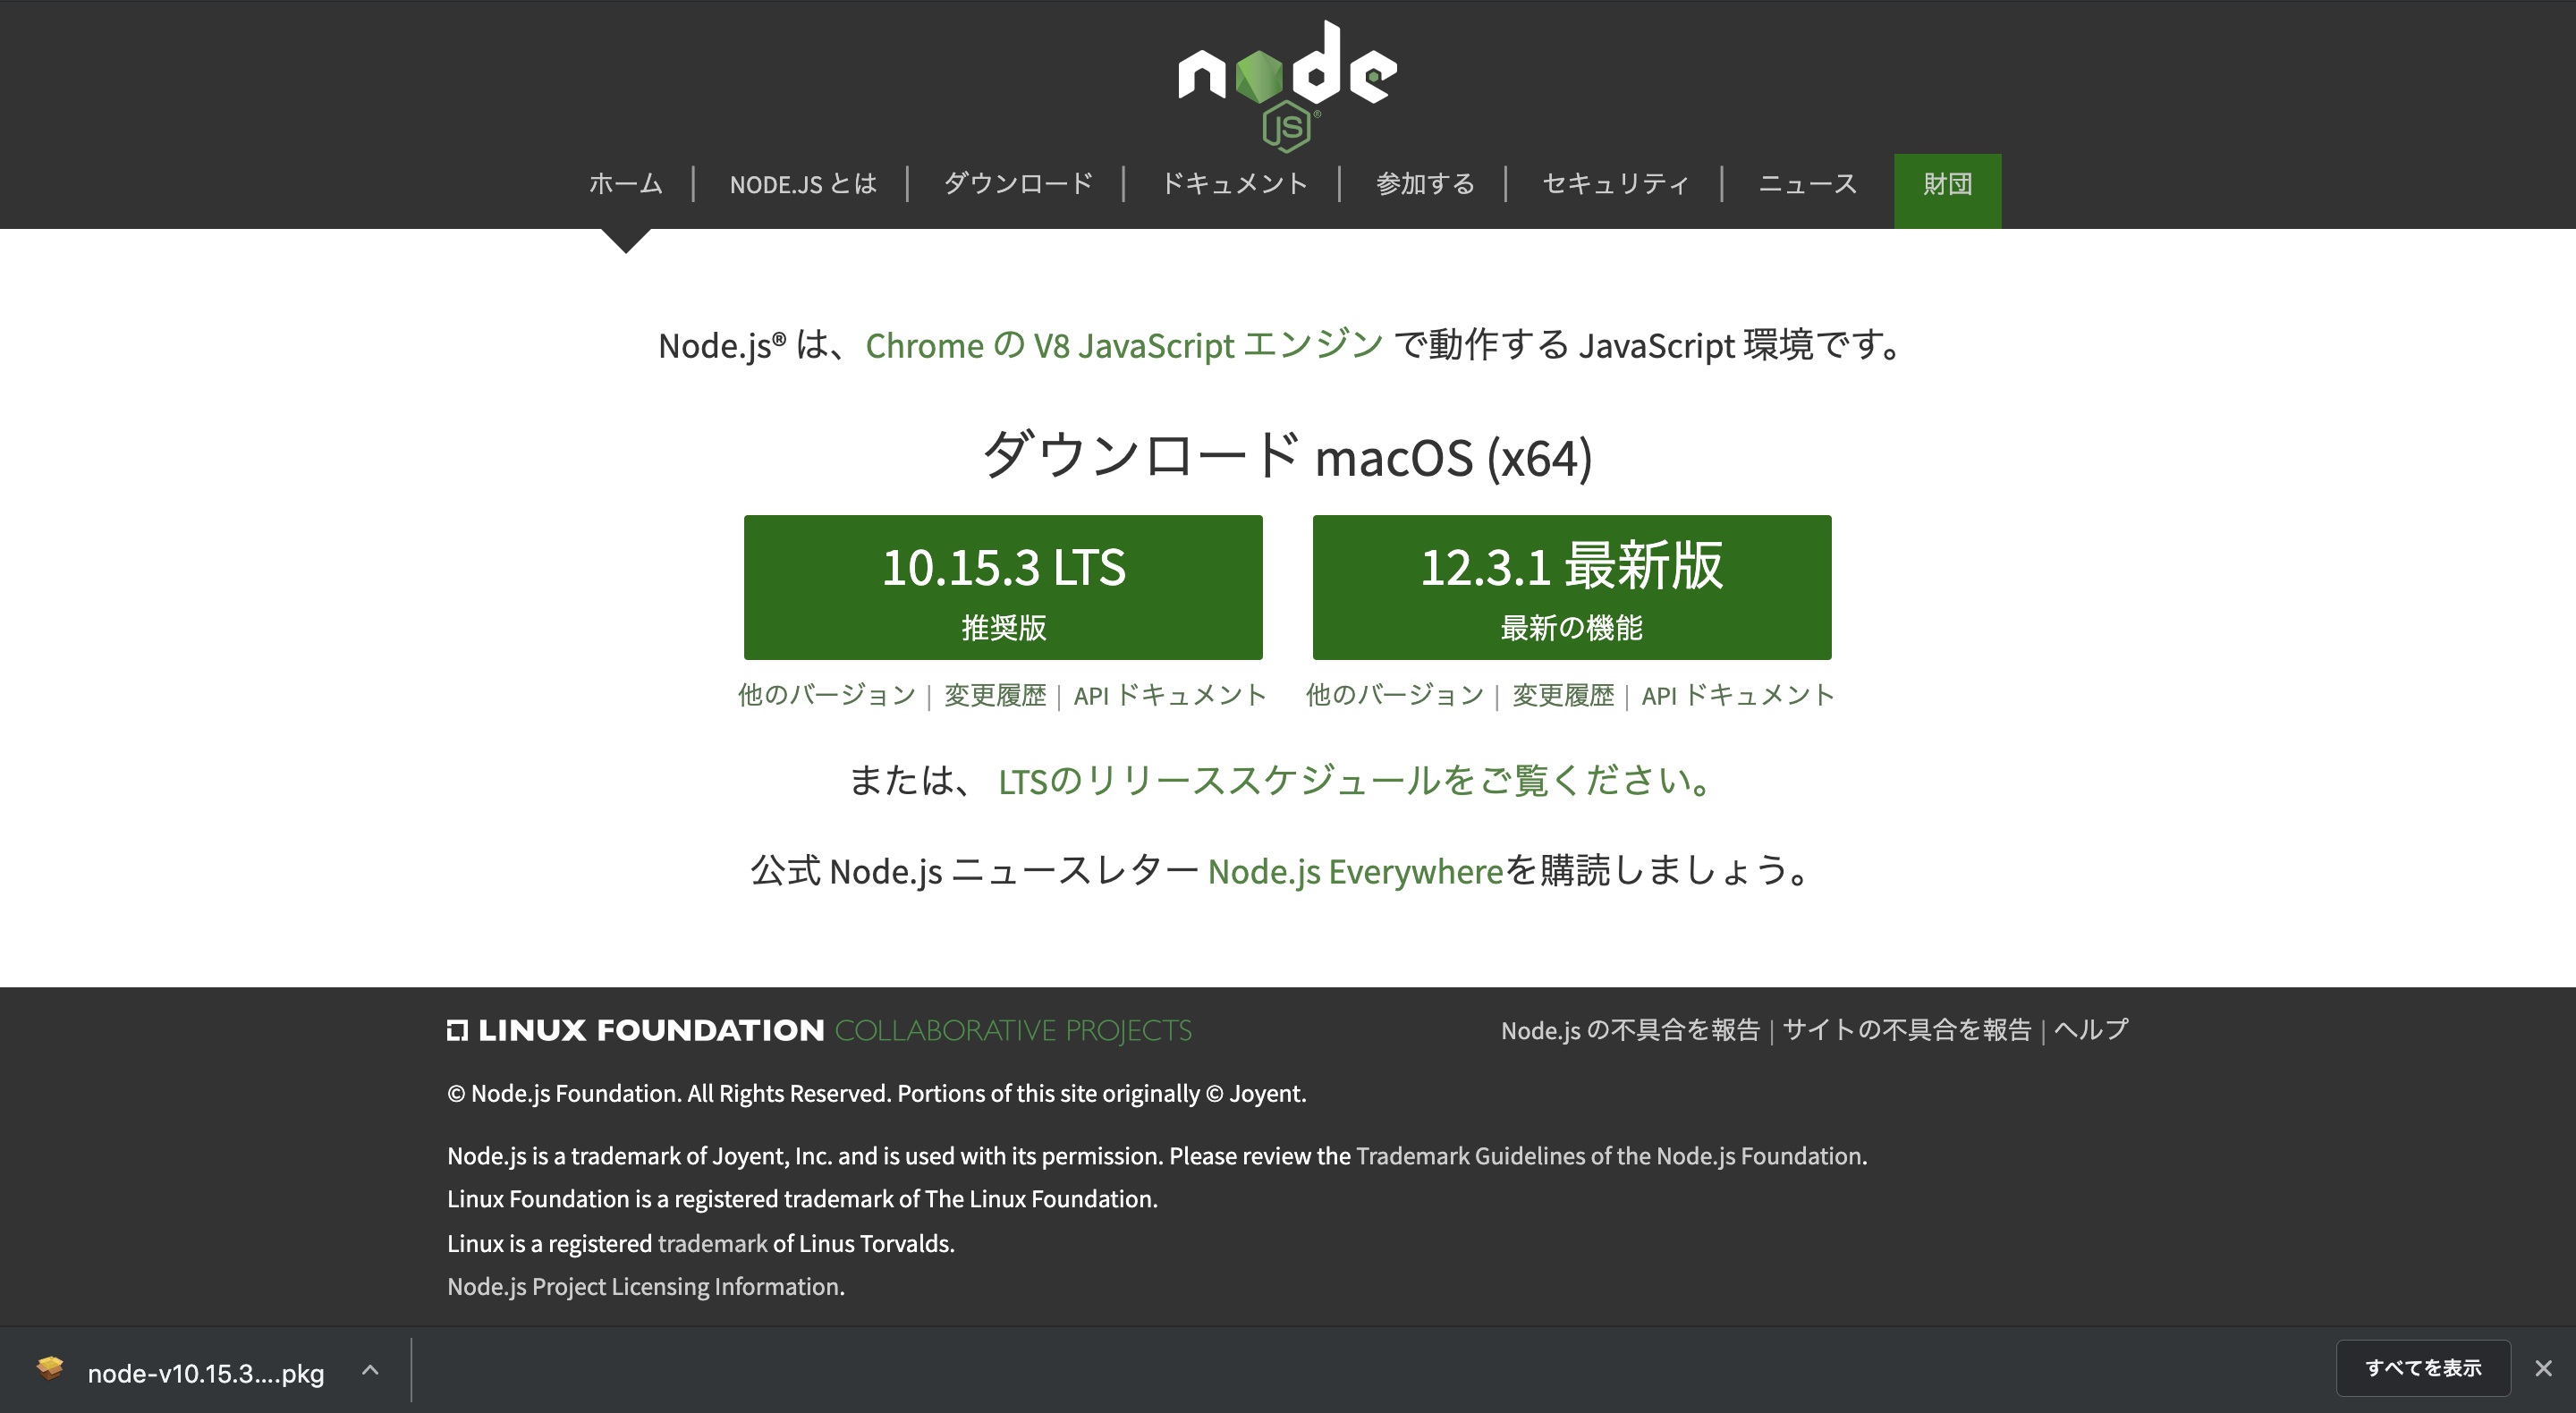 node
JS®
ホーム | NODE.JS とは | ダウンロード | ドキュメント | 参加する | セキュリティ | ニュース 財団
Node.js® は、Chrome の V8 JavaScript エンジン で動作する JavaScript 環境です。
ダウンロード macOS (x64)
10.15.3 LTS
推奨版
12.3.1 最新版
最新の機能
他のバージョン | 変更履歴 | API ドキュメント
他のバージョン | 変更履歴 | API ドキュメント
または、 LTSのリリーススケジュールをご覧ください。
公式 Node.js ニュースレター Node.js Everywhereを購読しましょう。
LINUX FOUNDATION COLLABORATIVE PROJECTS
Node.js の不具合を報告 | サイトの不具合を報告 | ヘルプ
© Node.js Foundation. All Rights Reserved. Portions of this site originally © Joyent.
Node.js is a trademark of Joyent, Inc. and is used with its permission. Please review the Trademark Guidelines of the Node.js Foundation.
Linux Foundation is a registered trademark of The Linux Foundation.
Linux is a registered trademark of Linus Torvalds.
Node.js Project Licensing Information.
node-v10.15.3....pkg
すべてを表示